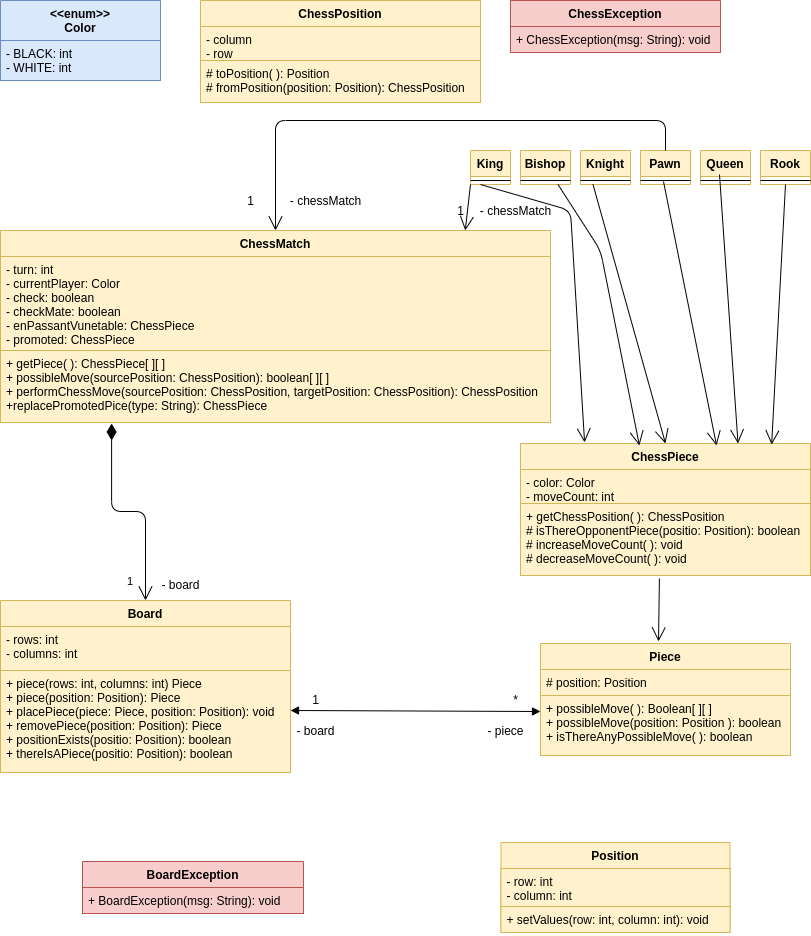 <<enum>>
Color
- BLACK: int
- WHITE: int
ChessPosition
- column
- row
# toPosition( ): Position
# fromPosition(position: Position): ChessPosition
ChessException
+ ChessException(msg: String): void
King
Bishop
Knight
Pawn
Queen
Rook
1
- chessMatch
1
- chessMatch
ChessMatch
- turn: int
- currentPlayer: Color
- check: boolean
- checkMate: boolean
- enPassantVunetable: ChessPiece
- promoted: ChessPiece
+ getPiece( ): ChessPiece[ ][ ]
+ possibleMove(sourcePosition: ChessPosition): boolean[ ][ ]
+ performChessMove(sourcePosition: ChessPosition, targetPosition: ChessPosition): ChessPosition
+replacePromotedPice(type: String): ChessPiece
ChessPiece
- color: Color
- moveCount: int
+ getChessPosition( ): ChessPosition
# isThereOpponentPiece(positio: Position): boolean
# increaseMoveCount( ): void
# decreaseMoveCount( ): void
1
- board
Board
- rows: int
- columns: int
+ piece(rows: int, columns: int) Piece
+ piece(position: Position): Piece
+ placePiece(piece: Piece, position: Position): void
+ removePiece(position: Position): Piece
+ positionExists(positio: Position): boolean
+ thereIsAPiece(positio: Position): boolean
1
- board
*
- piece
Piece
# position: Position
+ possibleMove( ): Boolean[ ][ ]
+ possibleMove(position: Position ): boolean
+ isThereAnyPossibleMove( ): boolean
BoardException
+ BoardException(msg: String): void
Position
- row: int
- column: int
+ setValues(row: int, column: int): void